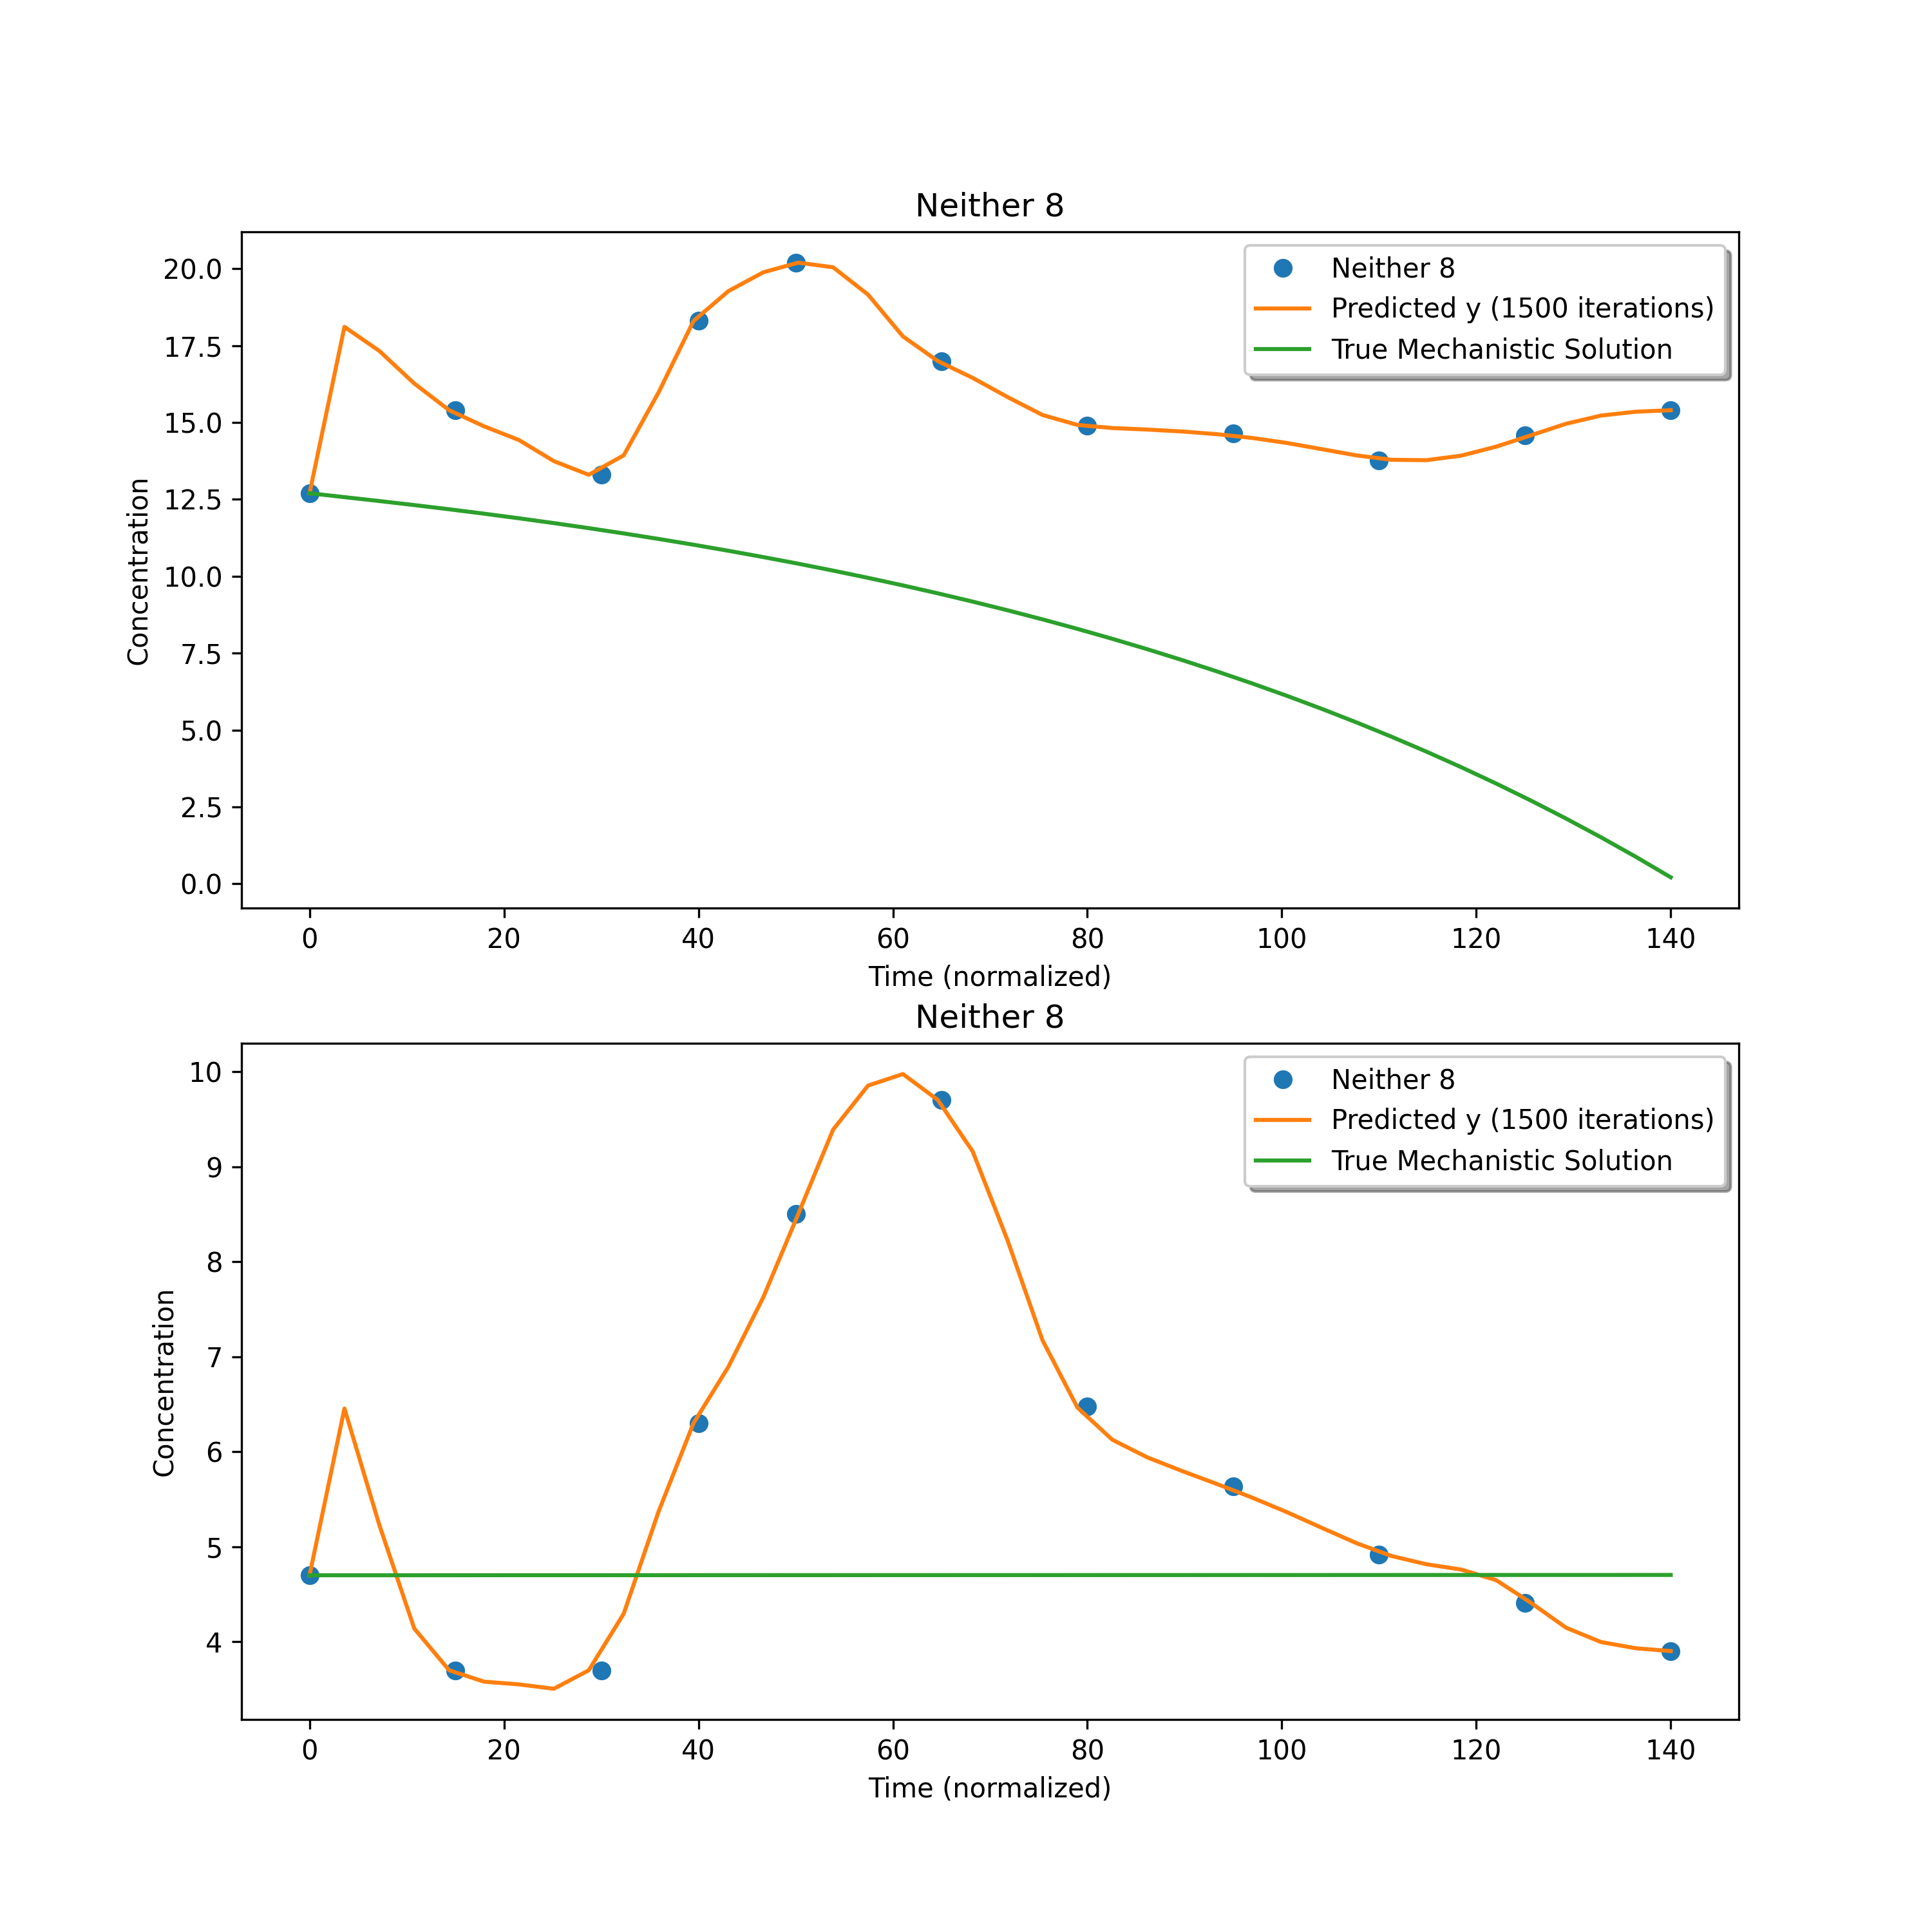 Neither 8
Neither 8
Predicted y (1500 iterations)
True Mechanistic Solution
Concentration
20.0
17.5
15.0
12.5
10.0
7.5
5.0
2.5
0.0
0 20 40 60 80 100 120 140
Time (normalized)
Neither 8
Neither 8
Predicted y (1500 iterations)
True Mechanistic Solution
Concentration
10
9
8
7
6
5
4
0 20 40 60 80 100 120 140
Time (normalized)